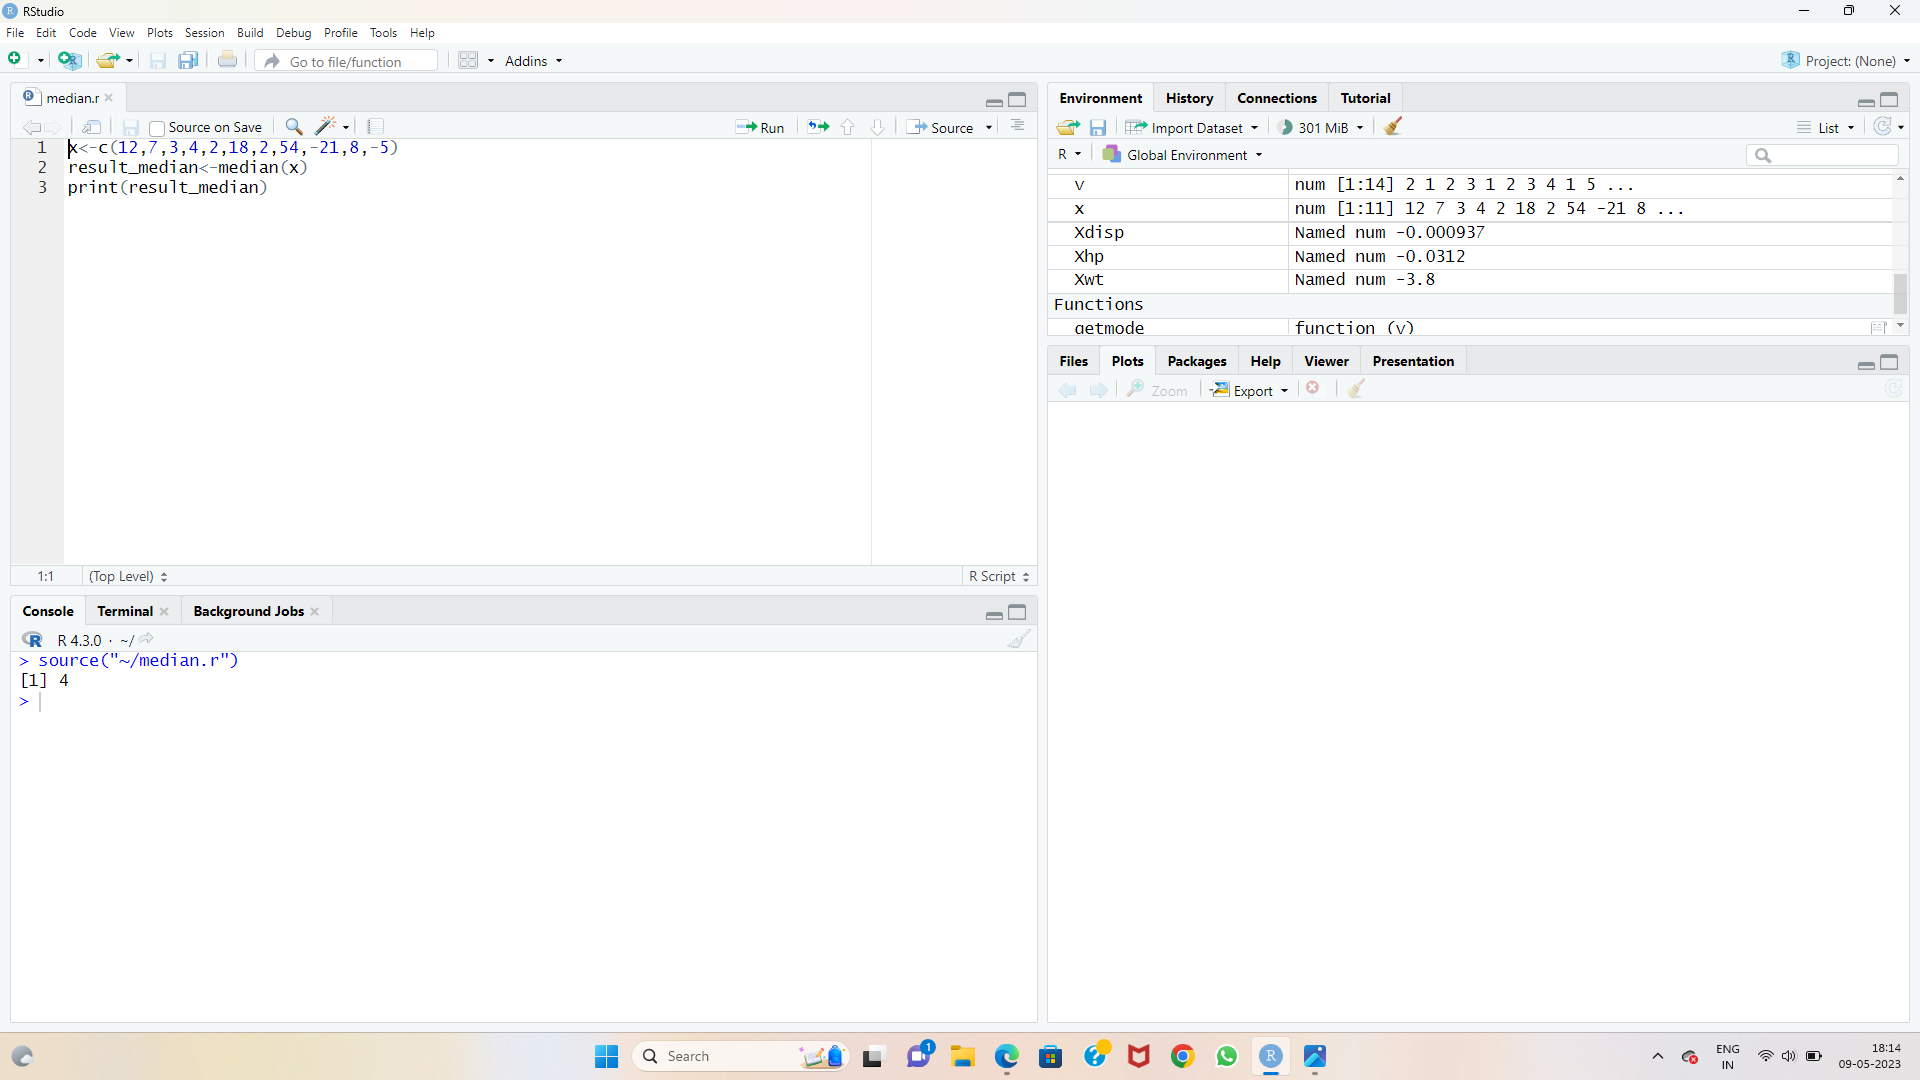 RStudio
File Edit Code View Plots Session Build Debug Profile Tools Help
Go to file/function Addins Project: (None)
median.r
Source on Save Run Source
1 x<-c(12,7,3,4,2,18,2,54,-21,8,-5)
2 result_median<-median(x)
3 print(result_median)
1:1 (Top Level) R Script
Console Terminal Background Jobs
R 4.3.0 · ~/
> source("~/median.r")
[1] 4
>
Environment History Connections Tutorial
Import Dataset 301 MiB List
R Global Environment
v num [1:14] 2 1 2 3 1 2 3 4 1 5 ...
x num [1:11] 12 7 3 4 2 18 2 54 -21 8 ...
Xdisp Named num -0.000937
Xhp Named num -0.0312
Xwt Named num -3.8
Functions
getmode function (v)
Files Plots Packages Help Viewer Presentation
Zoom Export
Search
1
ENG
IN
18:14
09-05-2023